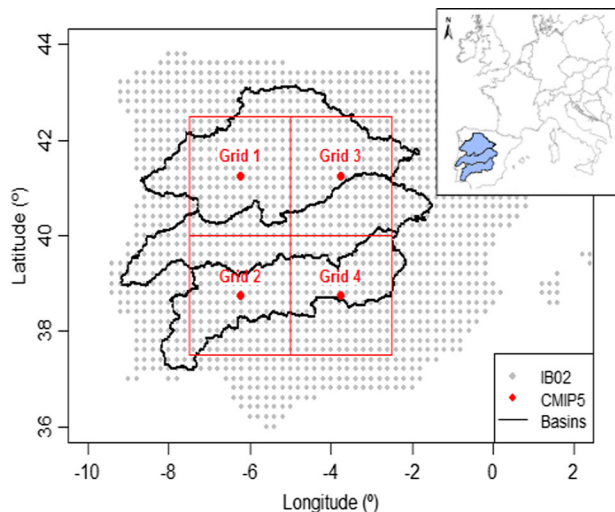 N
44
42
40
38
36
Latitude (º)
Grid 1
Grid 3
Grid 2
Grid 4
IB02
CMIP5
Basins
-10
-8
-6
-4
-2
0
2
Longitude (º)